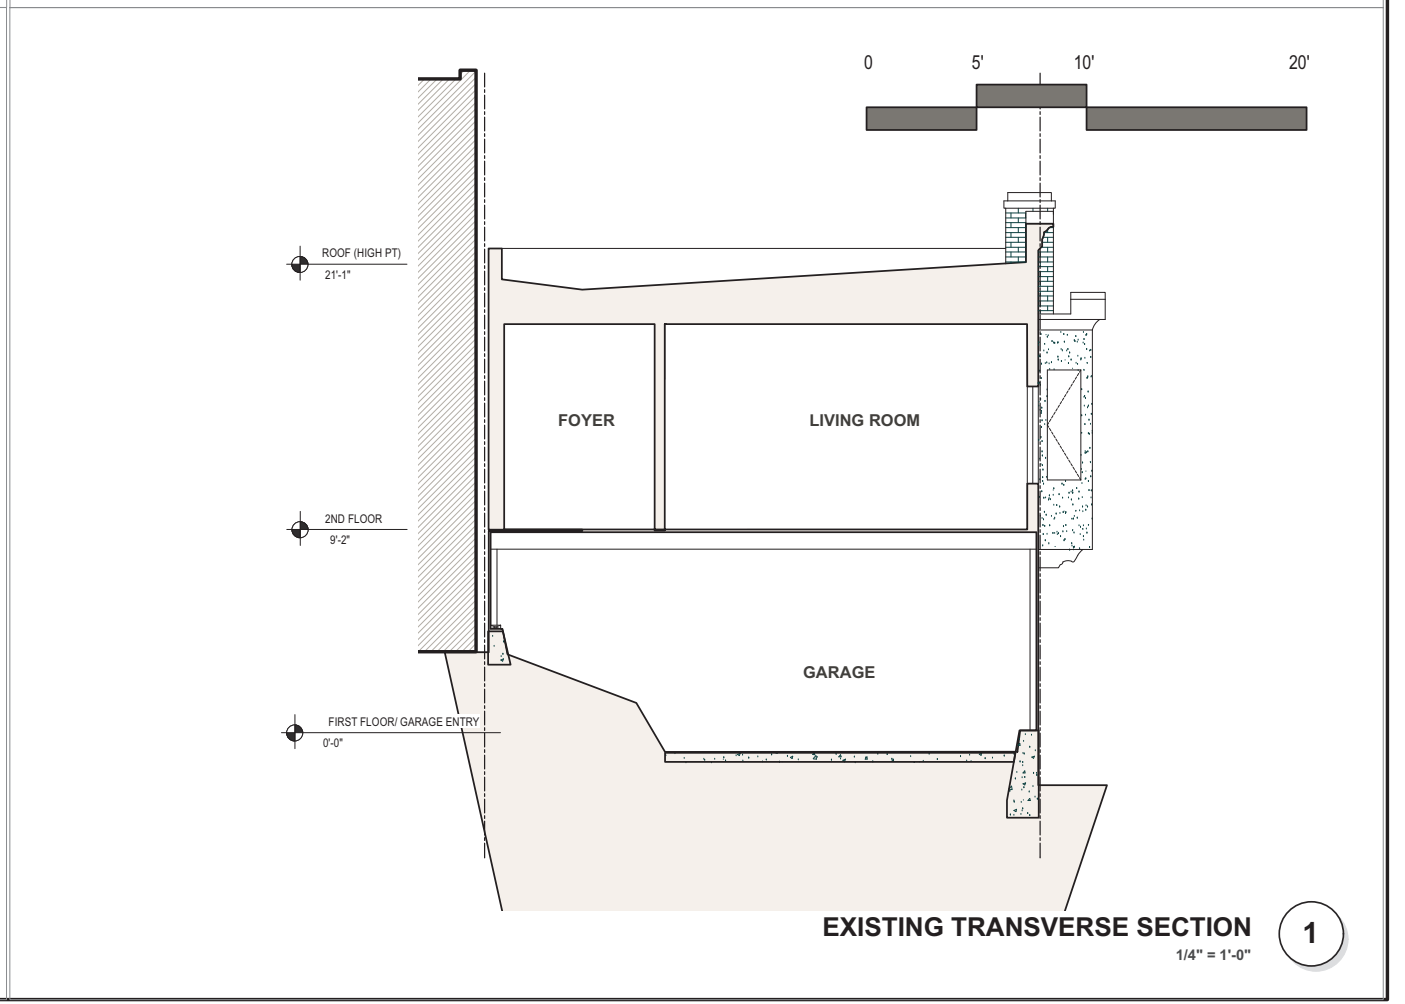 0 5' 10' 20'
ROOF (HIGH PT)
21'-1"
FOYER
LIVING ROOM
2ND FLOOR
9'-2"
GARAGE
FIRST FLOOR/ GARAGE ENTRY
0'-0"
EXISTING TRANSVERSE SECTION
1
1/4" = 1'-0"